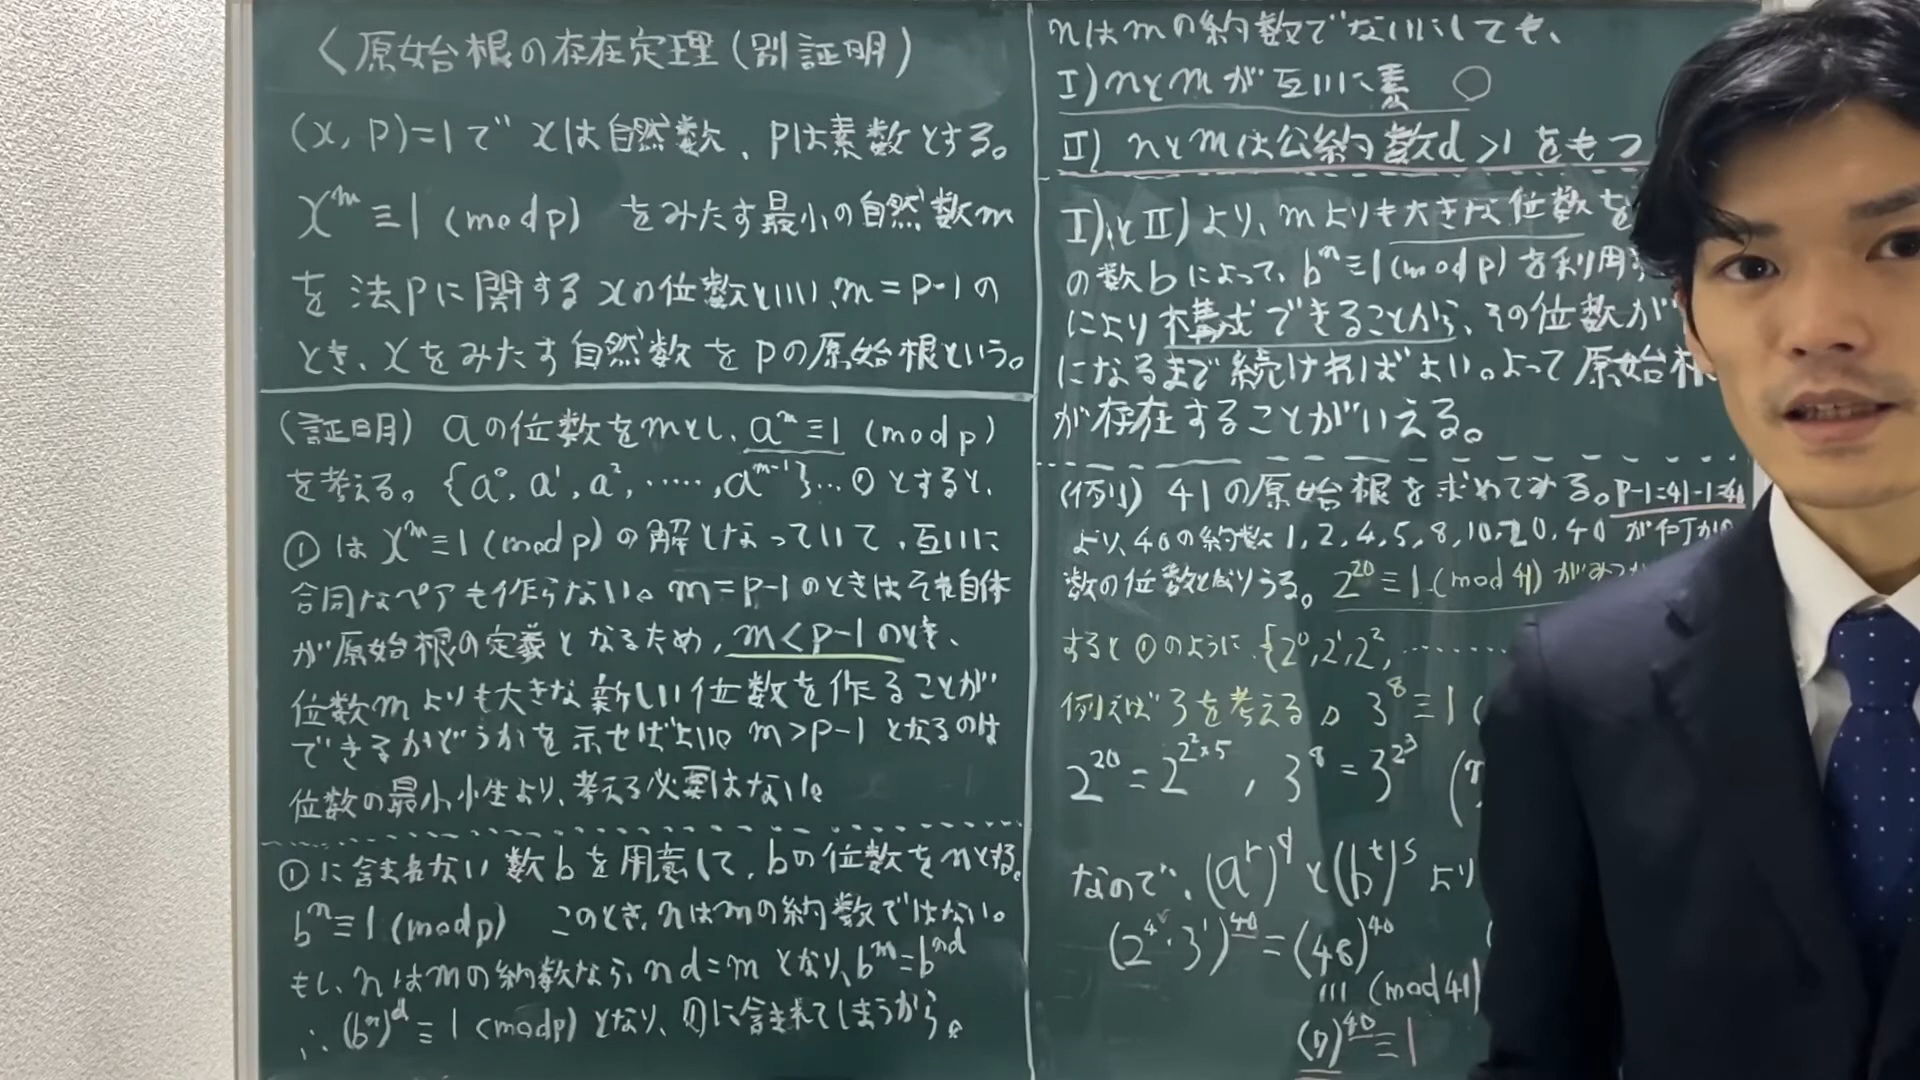 〈原始根の存在定理(別証明)
(x, p)=1で xは自然数、pは素数とする。
x^m≡1 (mod p) をみたす最小の自然数m
を法pに関するxの位数といい、m=p-1の
とき、xをみたす自然数をpの原始根という。
(証明) aの位数をmとし、a^m≡1 (mod p)
を考える。{a^0, a^1, a^2, ……, a^{m-1}}…① とすると、
①は x^m≡1 (mod p) の解となっていて、互いに
合同なペアも作らない。m=p-1のときはそれ自体
が原始根の定義となるため、m<p-1のとき、
位数mよりも大きな新しい位数を作ることが
できるかどうかを示せばよい。m>p-1となるのは
位数の最小性より、考える必要はない。
①に含まれない数bを用意して、bの位数をnとする。
b^n≡1 (mod p) このとき、nはmの約数ではない。
もし、nはmの約数なら、nd=mとなり、b^m=b^{nd}
∴(b^n)^d≡1 (mod p)となり、①に含まれてしまうから。
nはmの約数でないにしても、
I) nとmが互いに素 ○
II) nとmは公約数d>1をもつ
I)とII)より、mよりも大きな位数を
の数bによって、b^n≡1 (mod p)を利用
により構成できることから、その位数が
になるまで続ければよい。よって原始根
が存在することがいえる。
(例) 41の原始根を求めてみる。p-1=41-1=40
より、40の約数 1, 2, 4, 5, 8, 10, 20, 40 が何かの
数の位数となりうる。2^{20}≡1 (mod 41) がみつか
すると①のように、{2^0, 2^1, 2^2, ……
例えば3を考える。3^8≡1
2^{20}=2^{2^2×5}, 3^8=3^{2^3}
なので、(a^r)^dと(b^t)^sより
(2^4・3^1)^{40}=(48)^{40}
≡ (mod 41)
(7)^{40}≡1